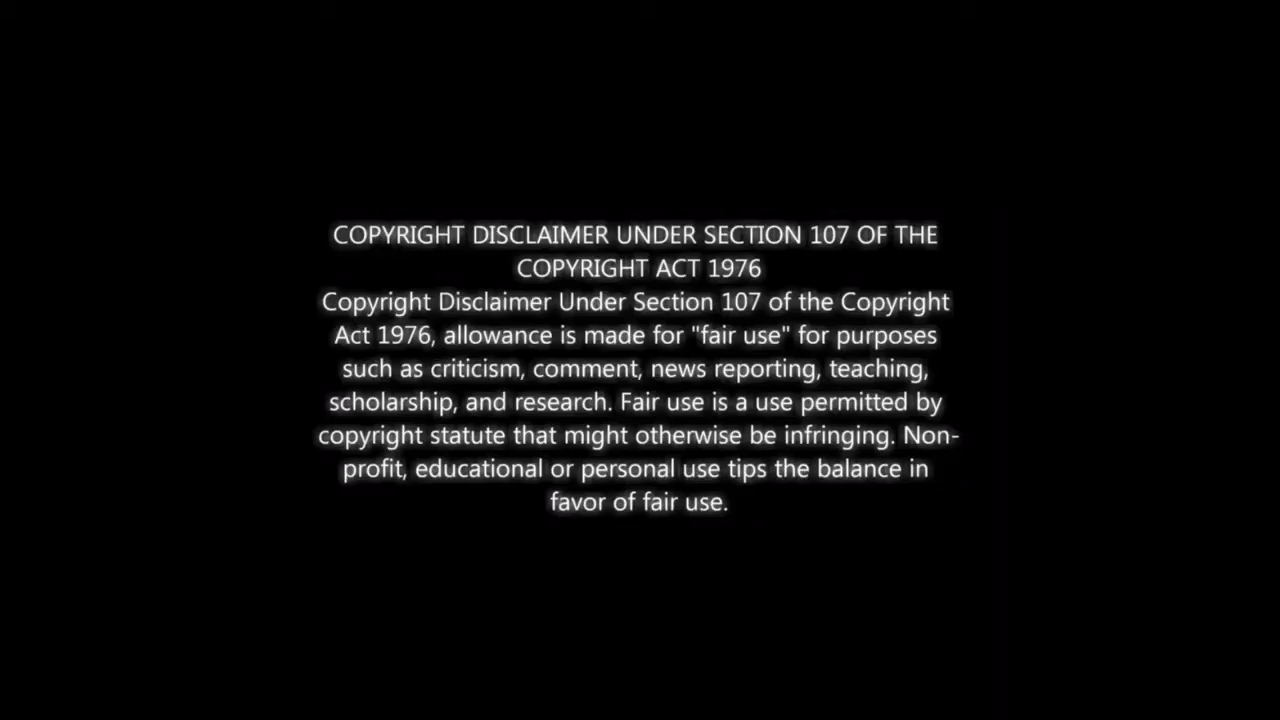 COPYRIGHT DISCLAIMER UNDER SECTION 107 OF THE
COPYRIGHT ACT 1976
Copyright Disclaimer Under Section 107 of the Copyright
Act 1976, allowance is made for "fair use" for purposes
such as criticism, comment, news reporting, teaching,
scholarship, and research. Fair use is a use permitted by
copyright statute that might otherwise be infringing. Non-
profit, educational or personal use tips the balance in
favor of fair use.